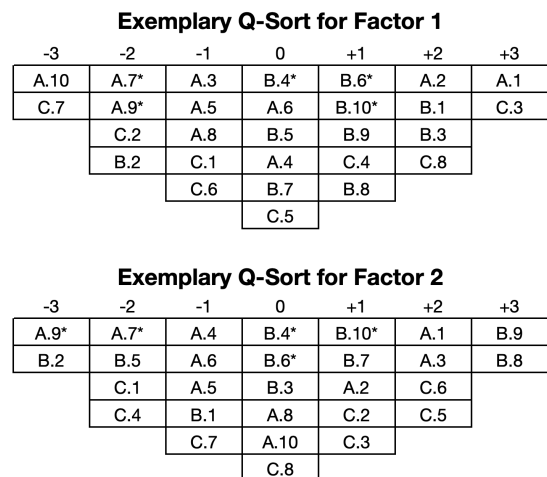 Exemplary Q-Sort for Factor 1
-3 -2 -1 0 +1 +2 +3
A.10 A.7* A.3 B.4* B.6* A.2 A.1
C.7 A.9* A.5 A.6 B.10* B.1 C.3
C.2 A.8 B.5 B.9 B.3
B.2 C.1 A.4 C.4 C.8
C.6 B.7 B.8
C.5
Exemplary Q-Sort for Factor 2
-3 -2 -1 0 +1 +2 +3
A.9* A.7* A.4 B.4* B.10* A.1 B.9
B.2 B.5 A.6 B.6* B.7 A.3 B.8
C.1 A.5 B.3 A.2 C.6
C.4 B.1 A.8 C.2 C.5
C.7 A.10 C.3
C.8